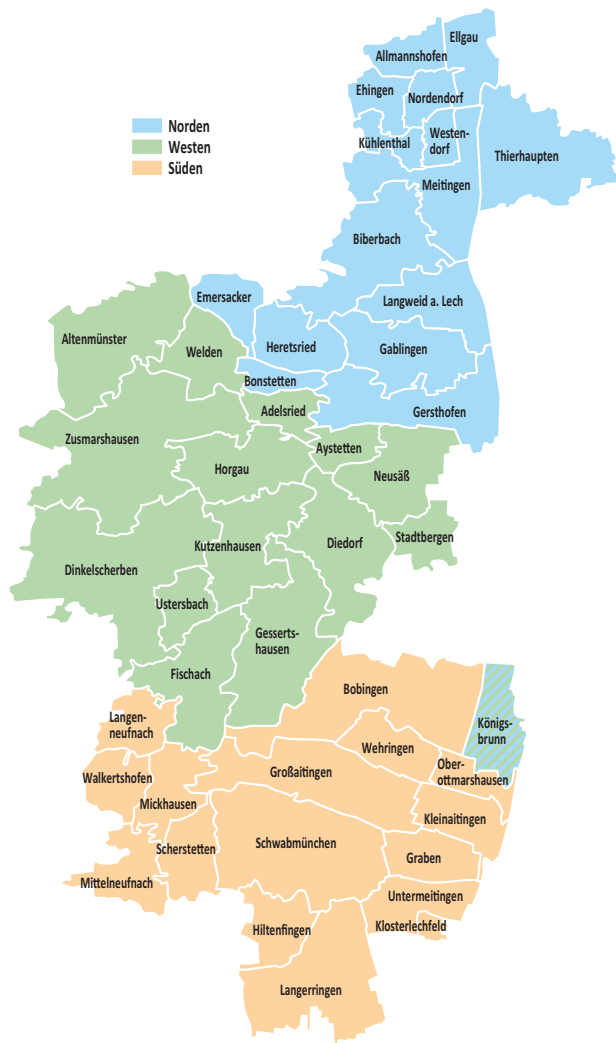 Ellgau
Allmannshofen
Ehingen
Nordendorf
Norden
Westen
Süden
Kühlenthal
Westen-
dorf
Thierhaupten
Meitingen
Biberbach
Emersacker
Langweid a. Lech
Altenmünster
Welden
Heretsried
Gablingen
Bonstetten
Adelsried
Gersthofen
Zusmarshausen
Aystetten
Horgau
Neusäß
Kutzenhausen
Diedorf
Stadtbergen
Dinkelscherben
Ustersbach
Gesserts-
hausen
Fischach
Bobingen
Langen-
neufnach
Königs-
brunn
Wehringen
Ober-
ottmarshausen
Walkertshofen
Großaitingen
Mickhausen
Kleinaitingen
Scherstetten
Schwabmünchen
Graben
Mittelneufnach
Untermeitingen
Klosterlechfeld
Hiltenfingen
Langerringen